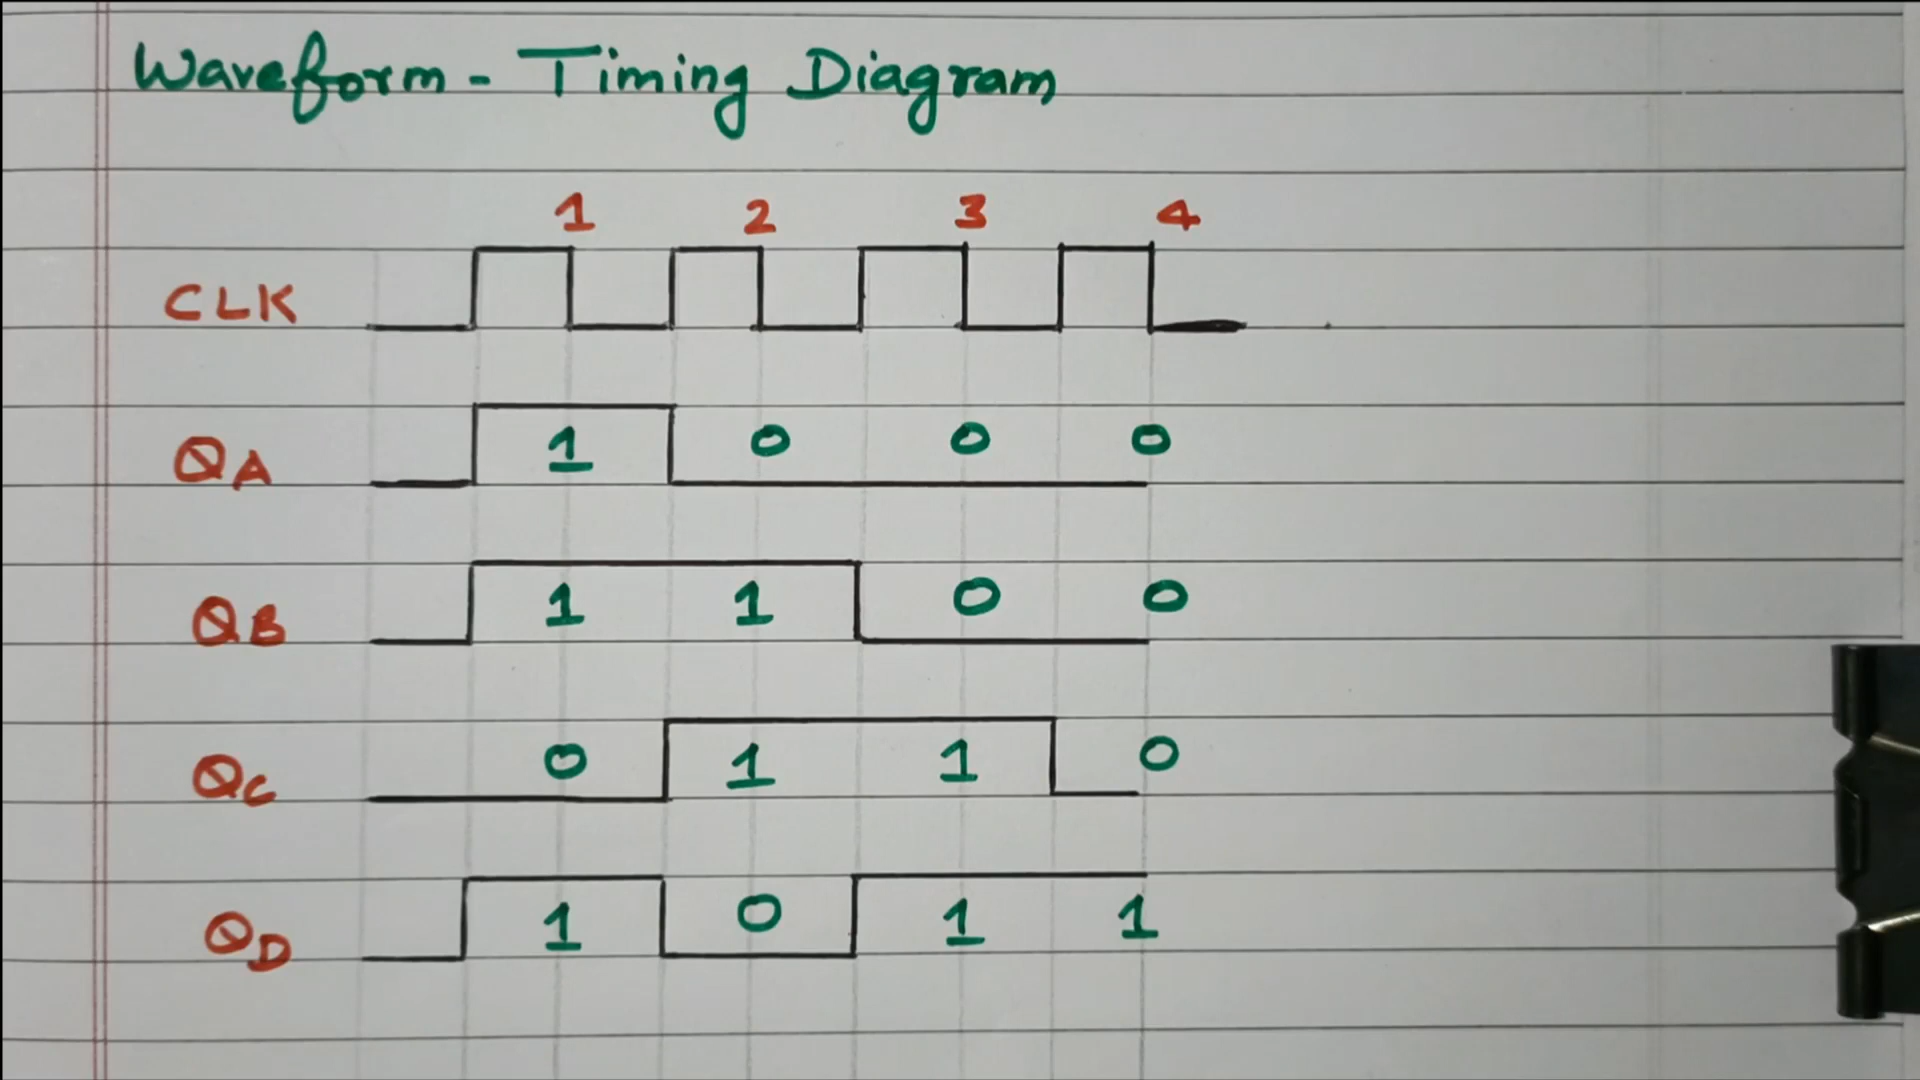 Waveform - Timing Diagram
1 2 3 4
CLK
QA 1 0 0 0
QB 1 1 0 0
QC 0 1 1 0
QD 1 0 1 1